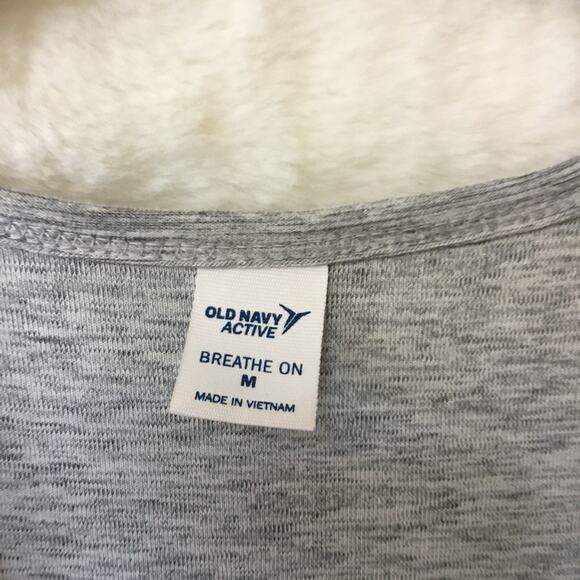 OLD NAVY
ACTIVE
BREATHE ON
M
MADE IN VIETNAM